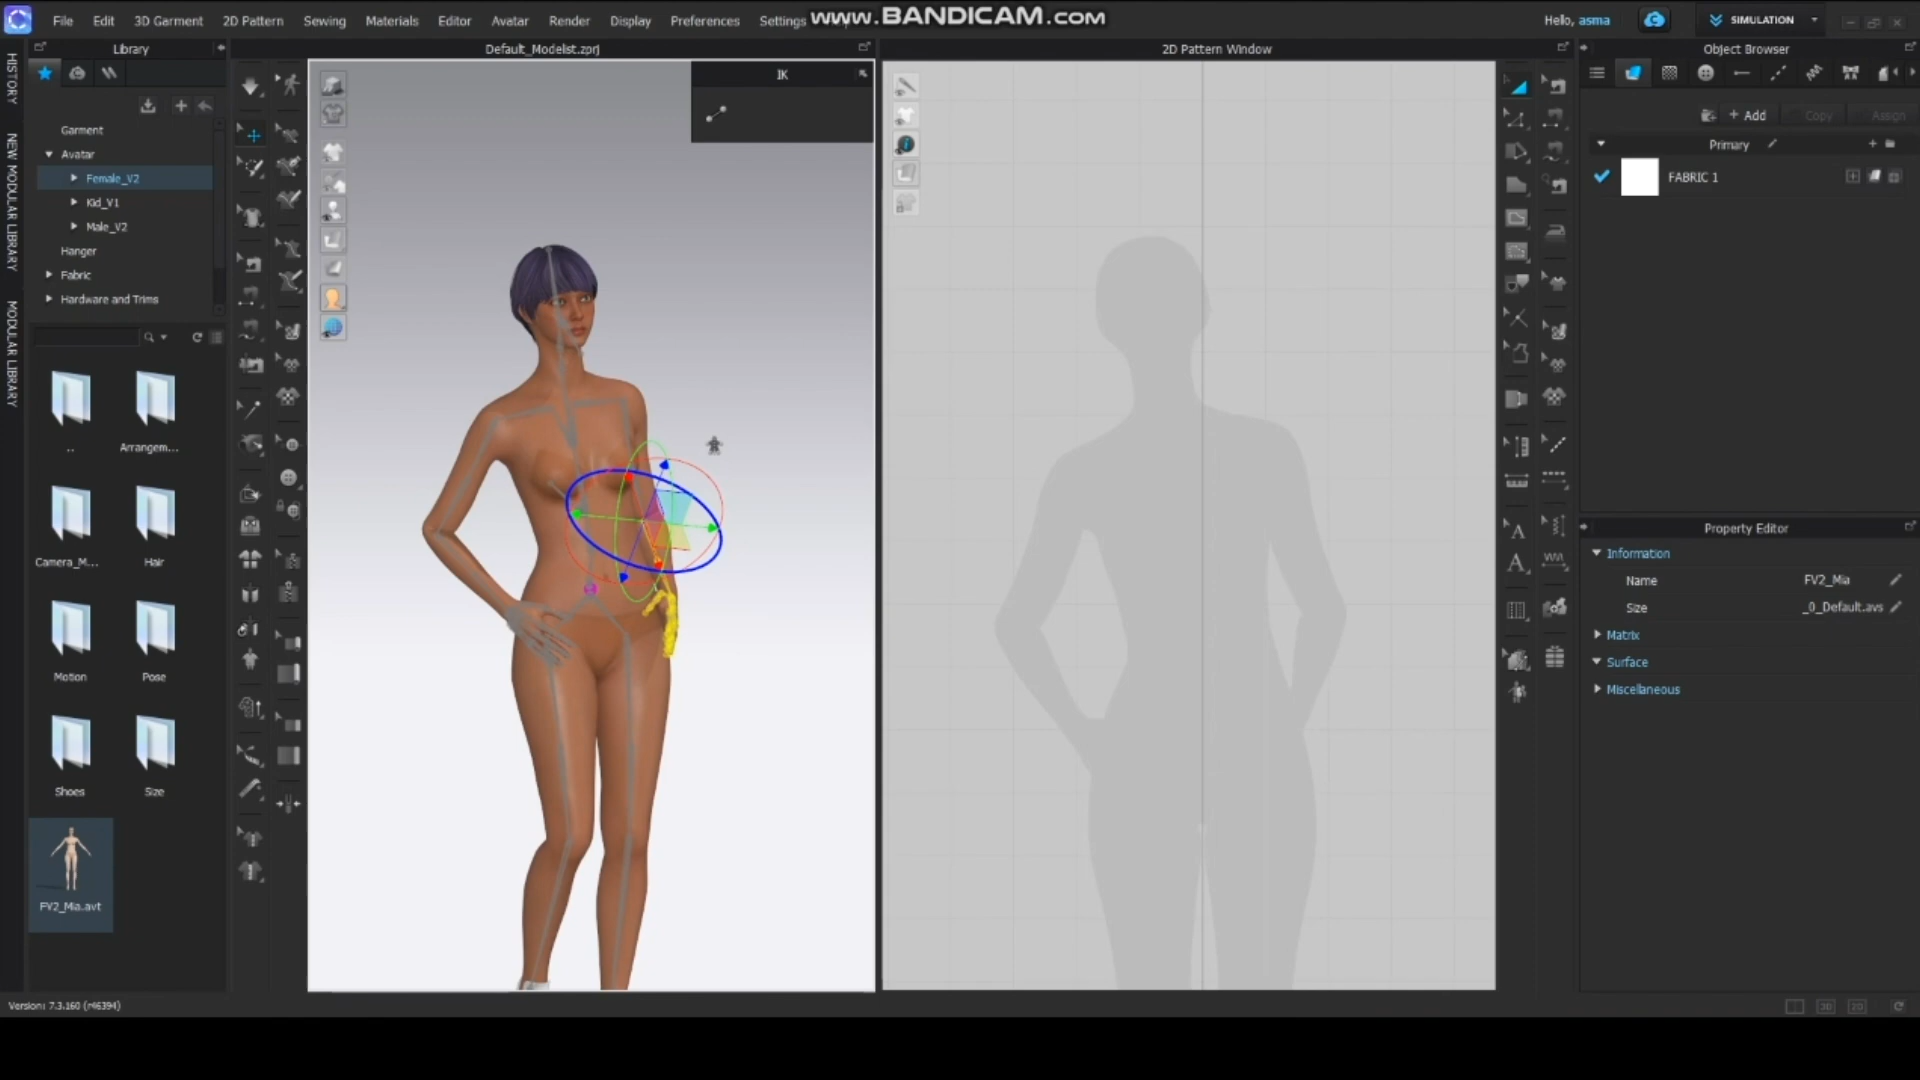 File Edit 3D Garment 2D Pattern Sewing Materials Editor Avatar Render Display Preferences Settings
www.BANDICAM.com
Hello, asma
SIMULATION
HISTORY
NEW MODULAR LIBRARY
MODULAR LIBRARY
Library
Garment
Avatar
Female_V2
Kid_V1
Male_V2
Hanger
Fabric
Hardware and Trims
..
Arrangem...
Camera_M...
Hair
Motion
Pose
Shoes
Size
FV2_Mia.avt
Default_Modelist.zprj
IK
2D Pattern Window
Object Browser
+ Add
Copy
Assign
Primary
FABRIC 1
Property Editor
Information
Name FV2_Mia
Size _0_Default.avs
Matrix
Surface
Miscellaneous
Version: 7.3.160 (r46394)
3D
2D